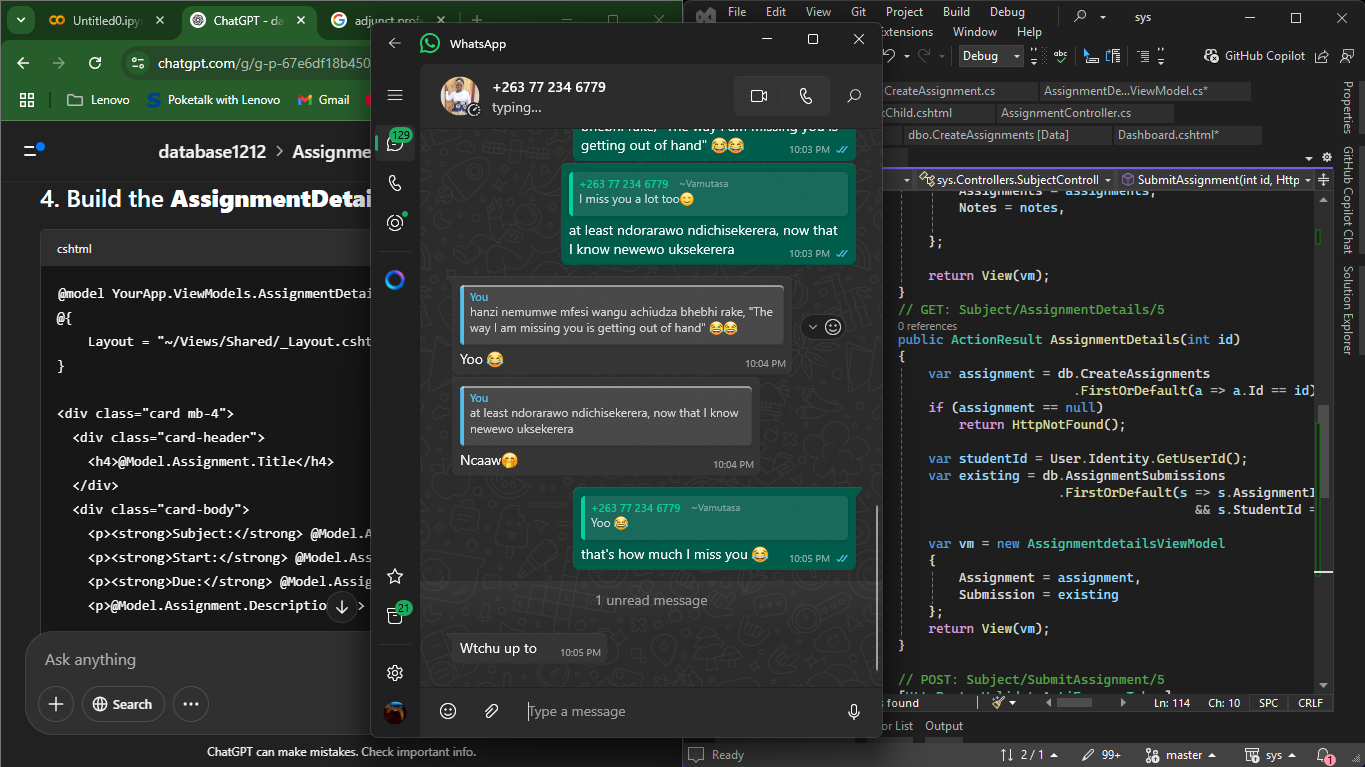 Untitled0.ipy
ChatGPT - da
adjunct prof
chatgpt.com/g/g-p-67e6df18b450
Lenovo
Poketalk with Lenovo
Gmail
database1212 > Assignme
4. Build the AssignmentDetai
cshtml
@model YourApp.ViewModels.AssignmentDetai
@{
Layout = "~/Views/Shared/_Layout.csht
}
<div class="card mb-4">
<div class="card-header">
<h4>@Model.Assignment.Title</h4>
</div>
<div class="card-body">
<p><strong>Subject:</strong> @Model.A
<p><strong>Start:</strong> @Model.Ass
<p><strong>Due:</strong> @Model.Assig
<p>@Model.Assignment.Descriptio
Ask anything
Search
ChatGPT can make mistakes. Check important info.
WhatsApp
+263 77 234 6779
typing...
129
21
bhebhi rake, "The way I am missing you is
getting out of hand" 😂😂
10:03 PM
+263 77 234 6779 ~Vamutasa
I miss you a lot too😊
at least ndorarawo ndichisekerera, now that
I know newewo uksekerera
10:03 PM
You
hanzi nemumwe mfesi wangu achiudza bhebhi rake, "The
way I am missing you is getting out of hand" 😂😂
Yoo 😂
10:04 PM
You
at least ndorarawo ndichisekerera, now that I know
newewo uksekerera
Ncaaw🤭
10:04 PM
+263 77 234 6779 ~Vamutasa
Yoo 😂
that's how much I miss you 😂
10:05 PM
1 unread message
Wtchu up to
10:05 PM
Type a message
File Edit View Git Project Build Debug
sys
xtensions Window Help
Debug
GitHub Copilot
CreateAssignment.cs
AssignmentDe...ViewModel.cs*
Child.cshtml
AssignmentController.cs
dbo.CreateAssignments [Data]
Dashboard.cshtml*
sys.Controllers.SubjectControll
SubmitAssignment(int id, Http
Assignments = assignments,
Notes = notes,
};
return View(vm);
}
// GET: Subject/AssignmentDetails/5
0 references
public ActionResult AssignmentDetails(int id)
{
var assignment = db.CreateAssignments
.FirstOrDefault(a => a.Id == id)
if (assignment == null)
return HttpNotFound();
var studentId = User.Identity.GetUserId();
var existing = db.AssignmentSubmissions
.FirstOrDefault(s => s.AssignmentI
&& s.StudentId =
var vm = new AssignmentdetailsViewModel
{
Assignment = assignment,
Submission = existing
};
return View(vm);
}
// POST: Subject/SubmitAssignment/5
s found
Ln: 114 Ch: 10 SPC CRLF
or List Output
Ready
2 / 1
99+
master
sys
1
Properties
GitHub Copilot Chat
Solution Explorer